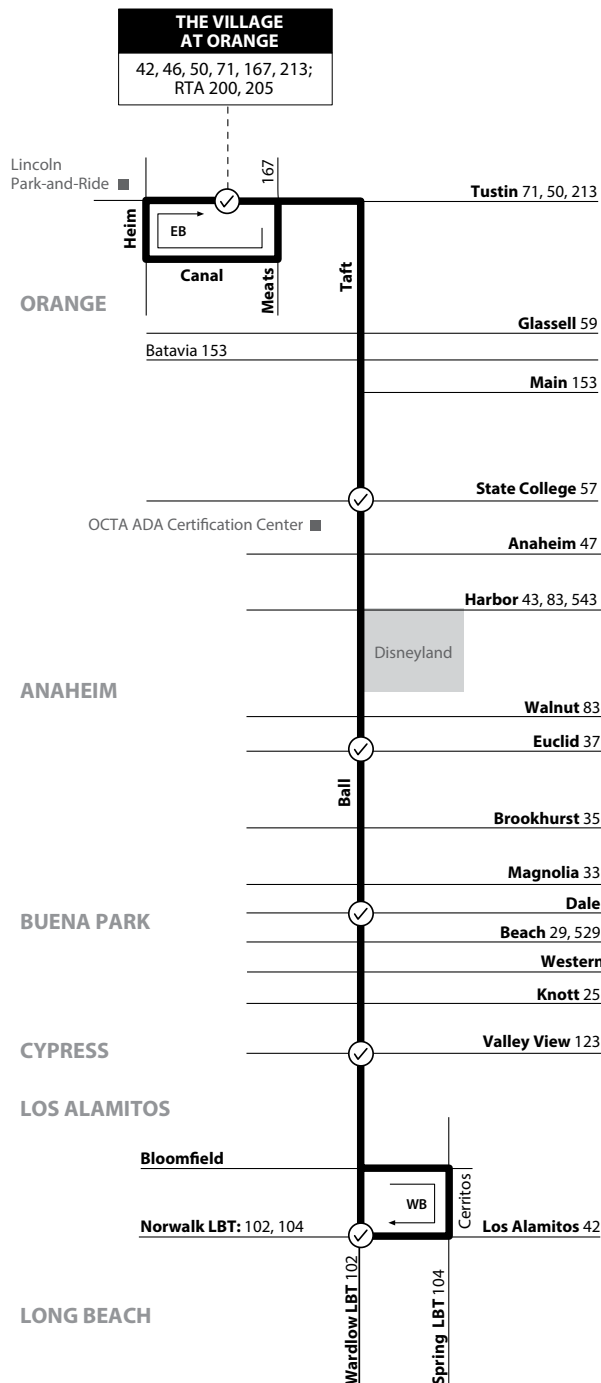 THE VILLAGE
AT ORANGE
42, 46, 50, 71, 167, 213;
RTA 200, 205
Lincoln
Park-and-Ride
167
Tustin 71, 50, 213
Heim
EB
Canal
Meats
Taft
ORANGE
Glassell 59
Batavia 153
Main 153
State College 57
OCTA ADA Certification Center
Anaheim 47
Harbor 43, 83, 543
Disneyland
ANAHEIM
Walnut 83
Euclid 37
Ball
Brookhurst 35
Magnolia 33
Dale
BUENA PARK
Beach 29, 529
Western
Knott 25
CYPRESS
Valley View 123
LOS ALAMITOS
Bloomfield
WB
Cerritos
Norwalk LBT: 102, 104
Los Alamitos 42
Wardlow LBT 102
Spring LBT 104
LONG BEACH